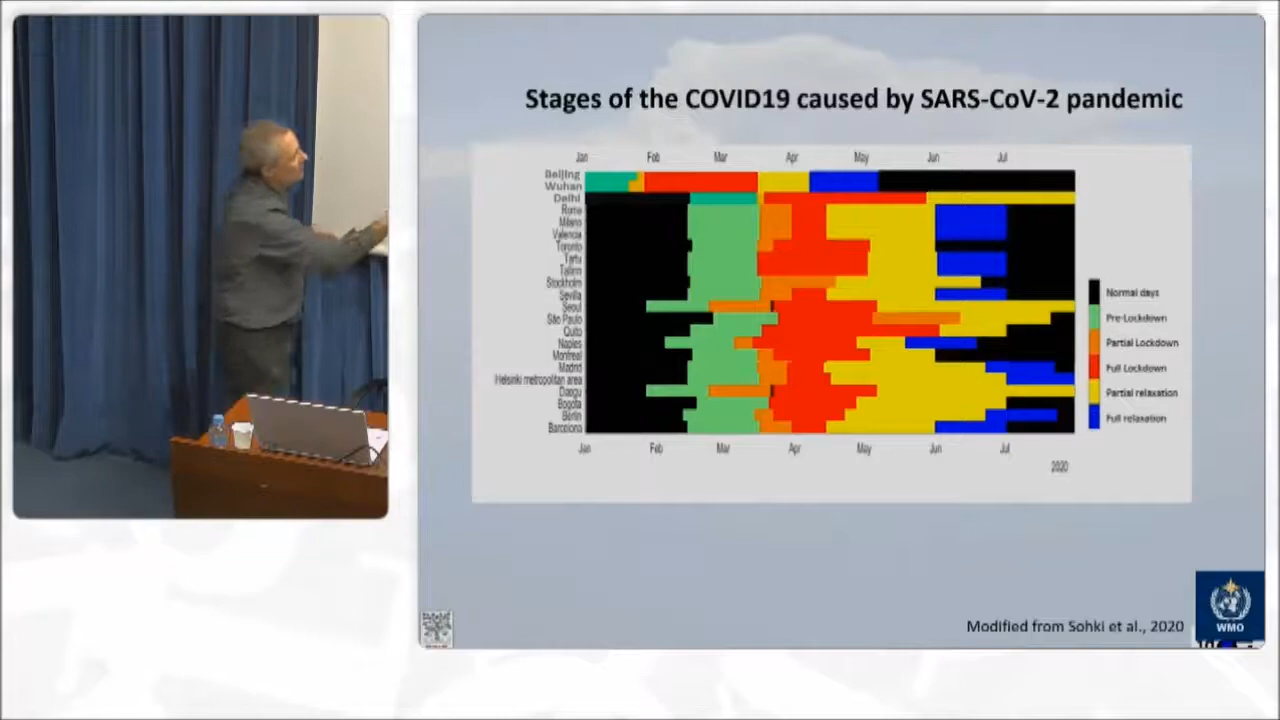 Stages of the COVID19 caused by SARS-CoV-2 pandemic
Jan Feb Mar Apr May Jun Jul
Beijing
Wuhan
Delhi
Rome
Milano
Valencia
Toronto
Tartu
Tallinn
Stockholm
Sevilla
Seoul
São Paulo
Quito
Naples
Montreal
Madrid
Helsinki metropolitan area
Daegu
Bogota
Berlin
Barcelona
Jan Feb Mar Apr May Jun Jul
2020
Normal days
Pre-Lockdown
Partial Lockdown
Full Lockdown
Partial relaxation
Full relaxation
Modified from Sohki et al., 2020
WMO